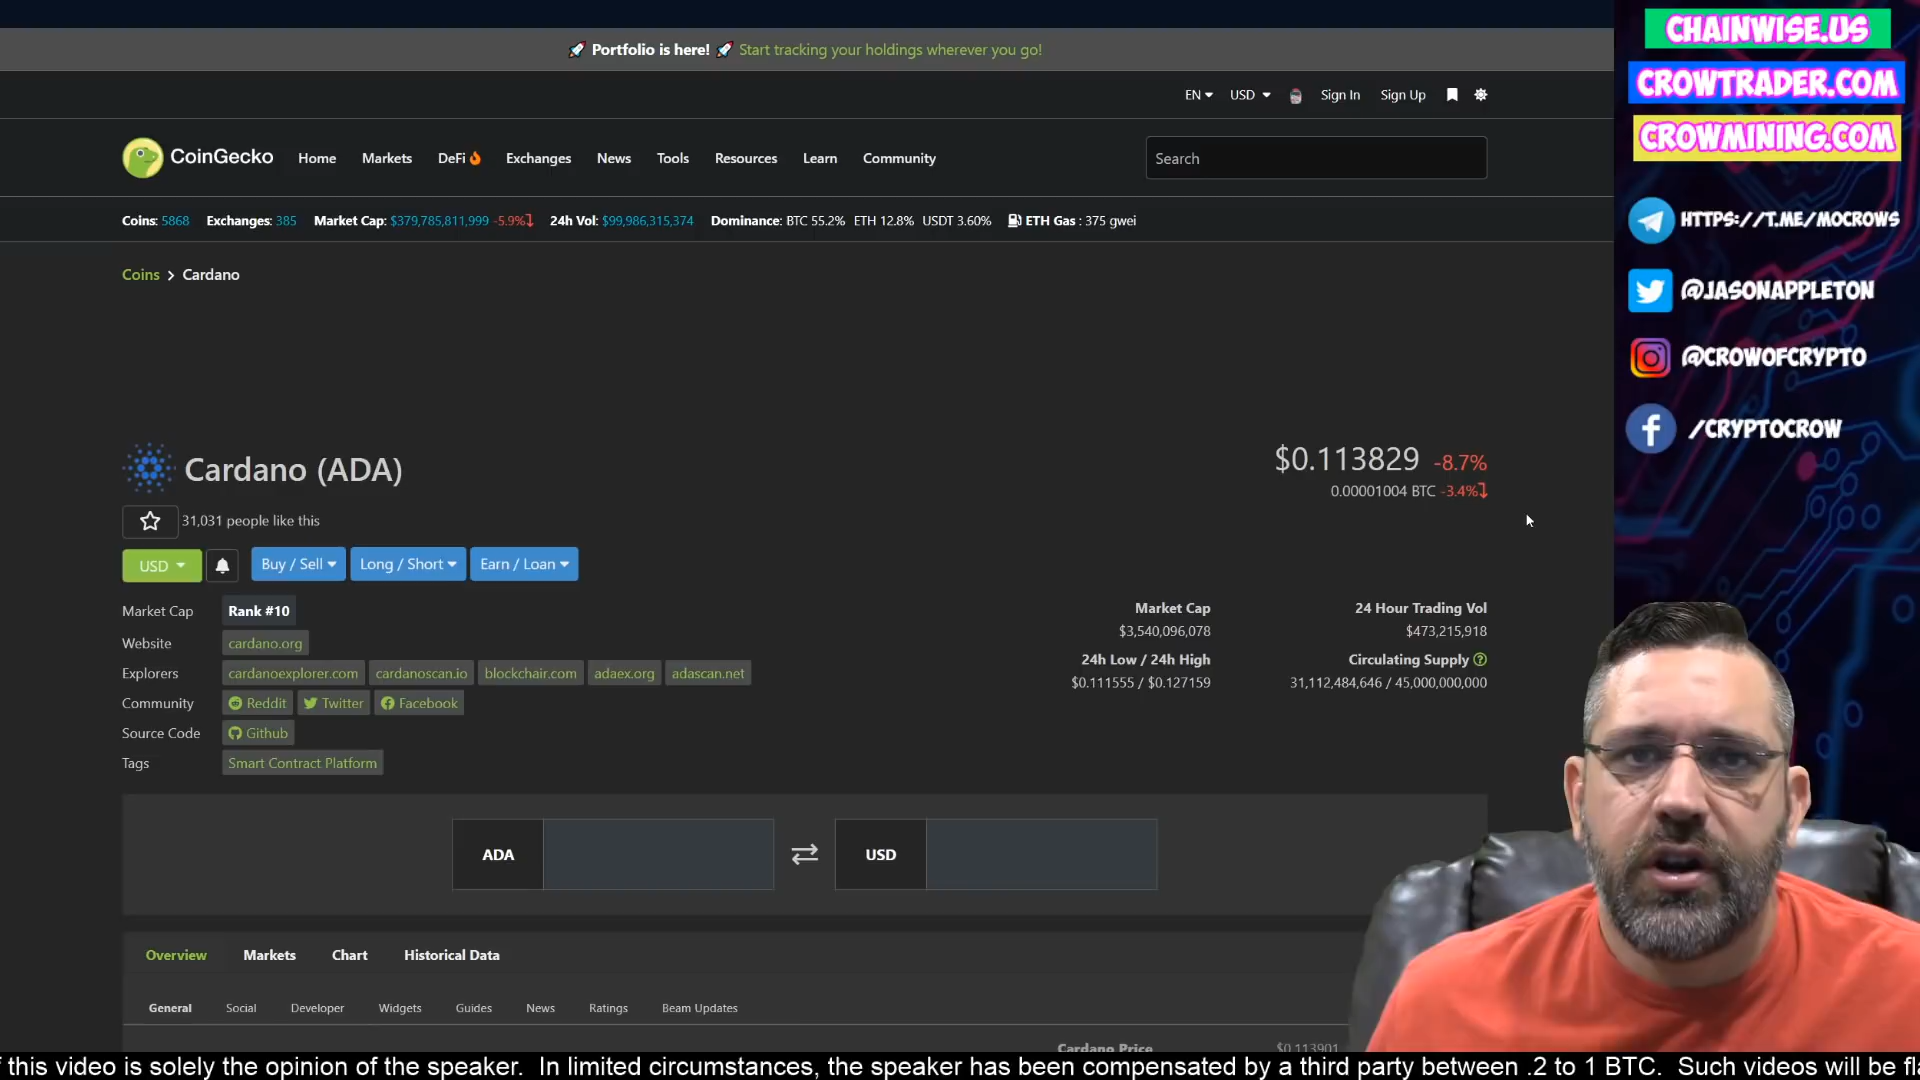 Portfolio is here! Start tracking your holdings wherever you go!
EN USD Sign In Sign Up
CoinGecko Home Markets DeFi Exchanges News Tools Resources Learn Community Search
Coins: 5868 Exchanges: 385 Market Cap: $379,785,811,999 -5.9% 24h Vol: $99,986,315,374 Dominance: BTC 55.2% ETH 12.8% USDT 3.60% ETH Gas : 375 gwei
Coins > Cardano
Cardano (ADA)
$0.113829 -8.7%
0.00001004 BTC -3.4%
31,031 people like this
USD Buy / Sell Long / Short Earn / Loan
Market Cap Rank #10
Website cardano.org
Explorers cardanoexplorer.com cardanoscan.io blockchair.com adaex.org adascan.net
Community Reddit Twitter Facebook
Source Code Github
Tags Smart Contract Platform
Market Cap 24 Hour Trading Vol
$3,540,096,078 $473,215,918
24h Low / 24h High Circulating Supply
$0.111555 / $0.127159 31,112,484,646 / 45,000,000,000
ADA USD
Overview Markets Chart Historical Data
General Social Developer Widgets Guides News Ratings Beam Updates
Cardano Price $0.113901
CHAINWISE.US
CROWTRADER.COM
CROWMINING.COM
HTTPS://T.ME/MOCROWS
@JASONAPPLETON
@CROWOFCRYPTO
/CRYPTOCROW
f this video is solely the opinion of the speaker. In limited circumstances, the speaker has been compensated by a third party between .2 to 1 BTC. Such videos will be fla